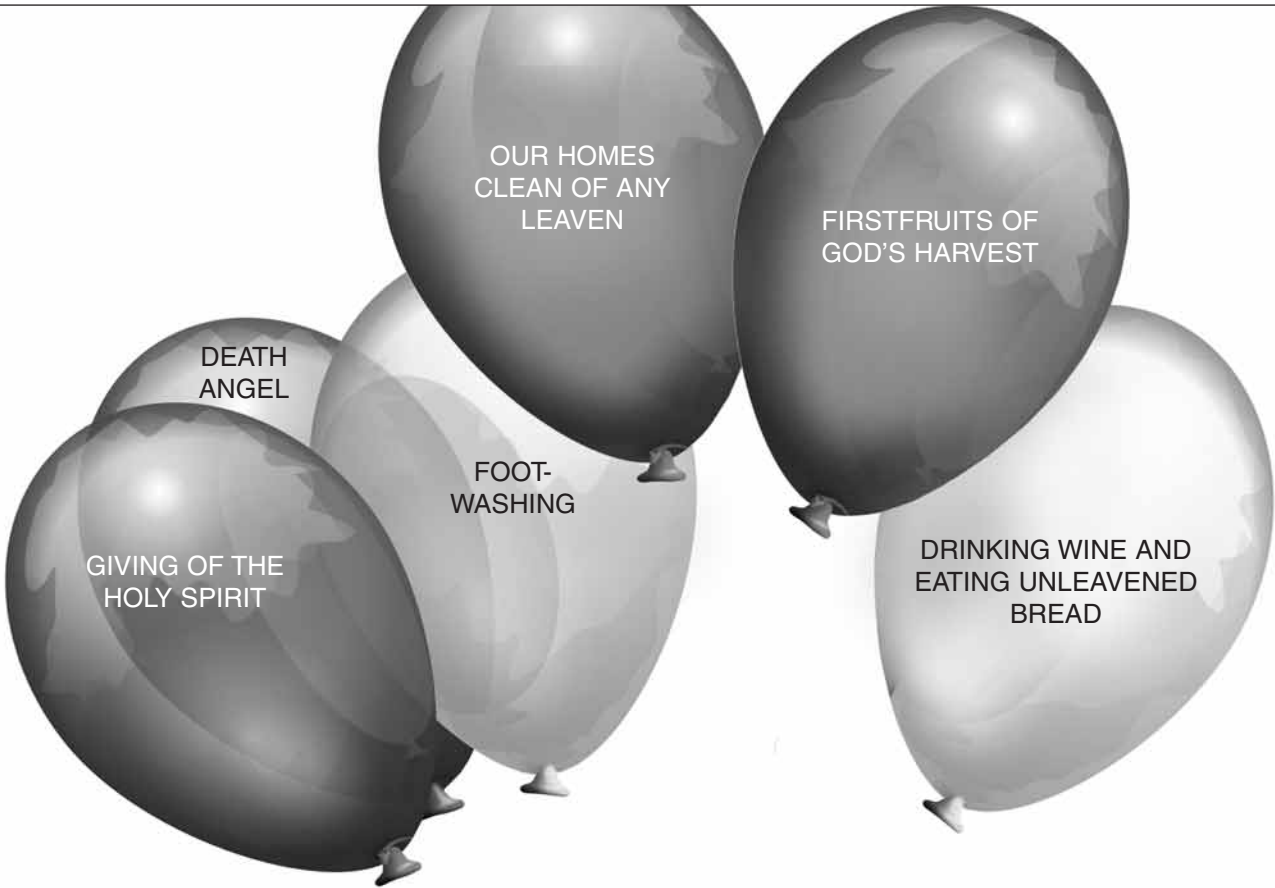 OUR HOMES
CLEAN OF ANY
LEAVEN
FIRSTFRUITS OF
GOD'S HARVEST
DEATH
ANGEL
FOOT-
WASHING
GIVING OF THE
HOLY SPIRIT
DRINKING WINE AND
EATING UNLEAVENED
BREAD